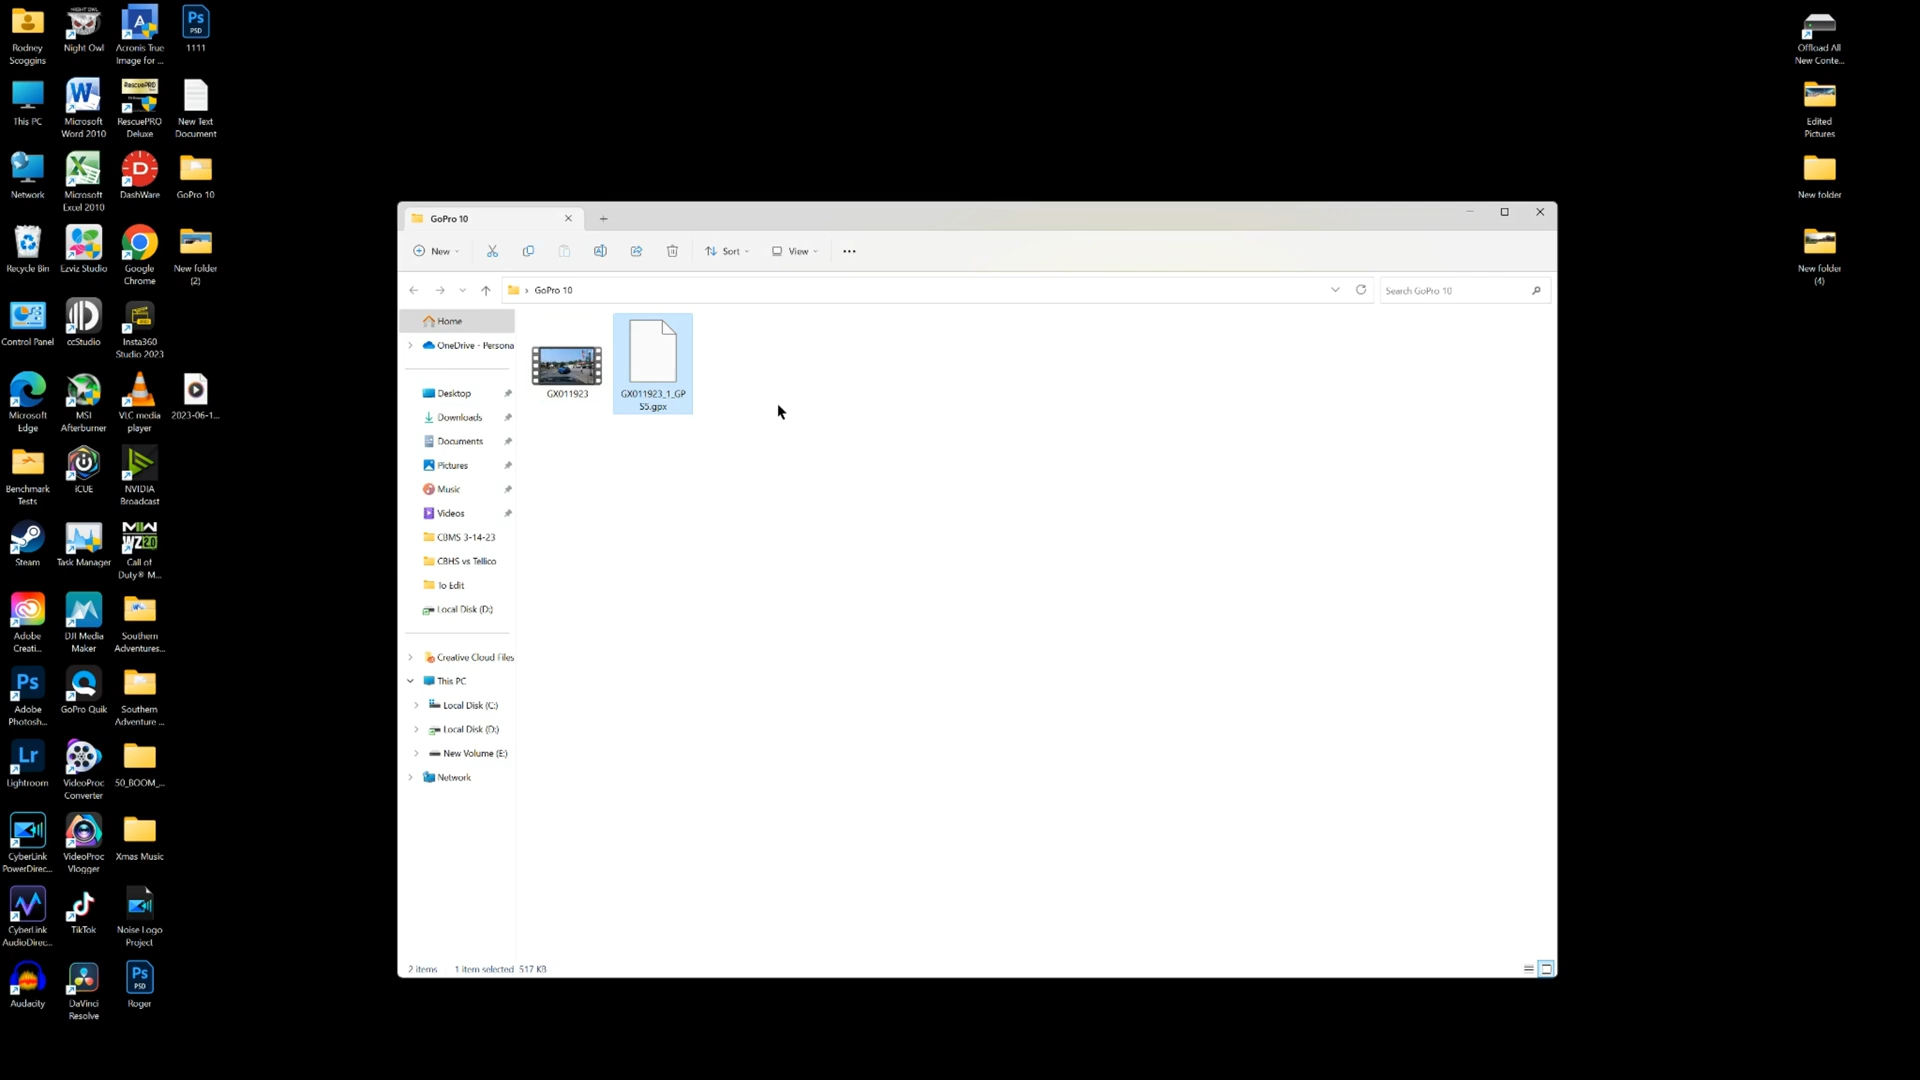 Rodney
Scoggins
Night Owl
Acronis True
Image for ...
1111
This PC
Microsoft
Word 2010
RescuePRO
Deluxe
New Text
Document
Network
Microsoft
Excel 2010
DashWare
GoPro 10
Recycle Bin
Ezviz Studio
Google
Chrome
New folder
(2)
Control Panel
ccStudio
Insta360
Studio 2023
Microsoft
Edge
MSI
Afterburner
VLC media
player
2023-06-1...
Benchmark
Tests
iCUE
NVIDIA
Broadcast
Steam
Task Manager
Call of
Duty® M...
Adobe
Creati...
DJI Media
Maker
Southern
Adventures...
Adobe
Photosh...
GoPro Quik
Southern
Adventure ...
Lightroom
VideoProc
Converter
50_BOOM_...
CyberLink
PowerDirec...
VideoProc
Vlogger
Xmas Music
CyberLink
AudioDirec...
TikTok
Noise Logo
Project
Audacity
DaVinci
Resolve
Roger
GoPro 10
New
Sort
View
GoPro 10
Search GoPro 10
Home
OneDrive - Persona
Desktop
Downloads
Documents
Pictures
Music
Videos
CBMS 3-14-23
CBHS vs Tellico
To Edit
Local Disk (D:)
Creative Cloud Files
This PC
Local Disk (C:)
Local Disk (D:)
New Volume (E:)
Network
GX011923
GX011923_1_GP
S5.gpx
2 items 1 item selected 517 KB
Offload All
New Conte...
Edited
Pictures
New folder
New folder
(4)